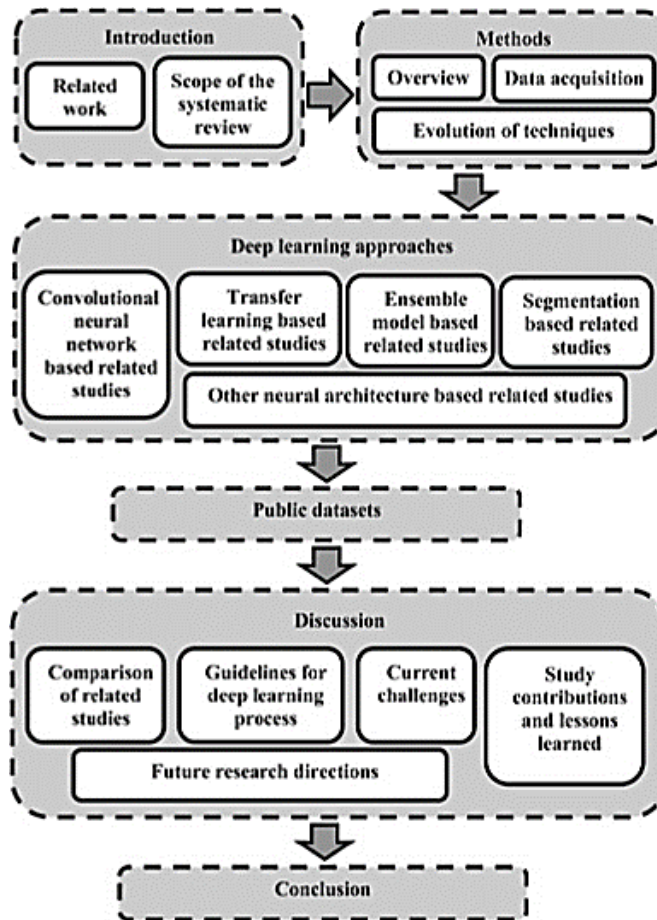 Introduction
Related
work
Scope of the
systematic
review
Methods
Overview
Data acquisition
Evolution of techniques
Deep learning approaches
Convolutional
neural
network
based related
studies
Transfer
learning based
related studies
Ensemble
model based
related studies
Segmentation
based related
studies
Other neural architecture based related studies
Public datasets
Discussion
Comparison
of related
studies
Guidelines for
deep learning
process
Current
challenges
Study
contributions
and lessons
learned
Future research directions
Conclusion